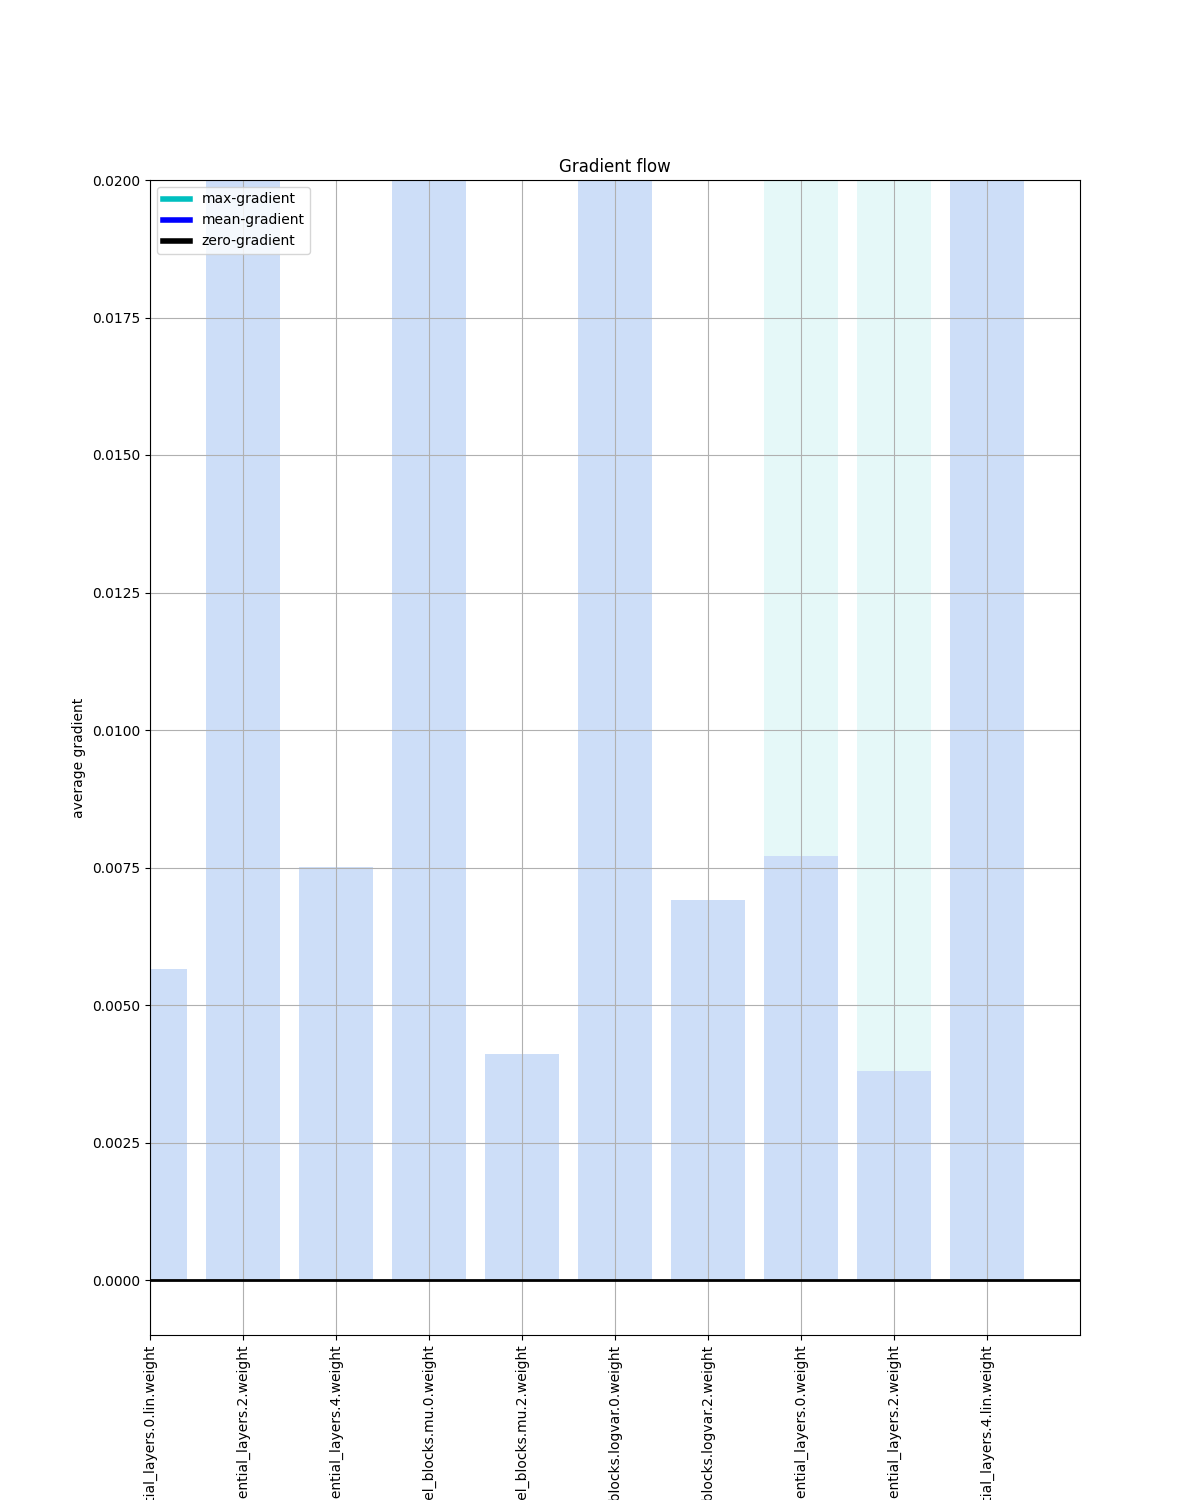 Gradient flow
max-gradient
mean-gradient
zero-gradient
0.0200
0.0175
0.0150
0.0125
0.0100
0.0075
0.0050
0.0025
0.0000
average gradient
tial_layers.0.lin.weight
ential_layers.2.weight
ential_layers.4.weight
el_blocks.mu.0.weight
el_blocks.mu.2.weight
blocks.logvar.0.weight
blocks.logvar.2.weight
ential_layers.0.weight
ential_layers.2.weight
tial_layers.4.lin.weight